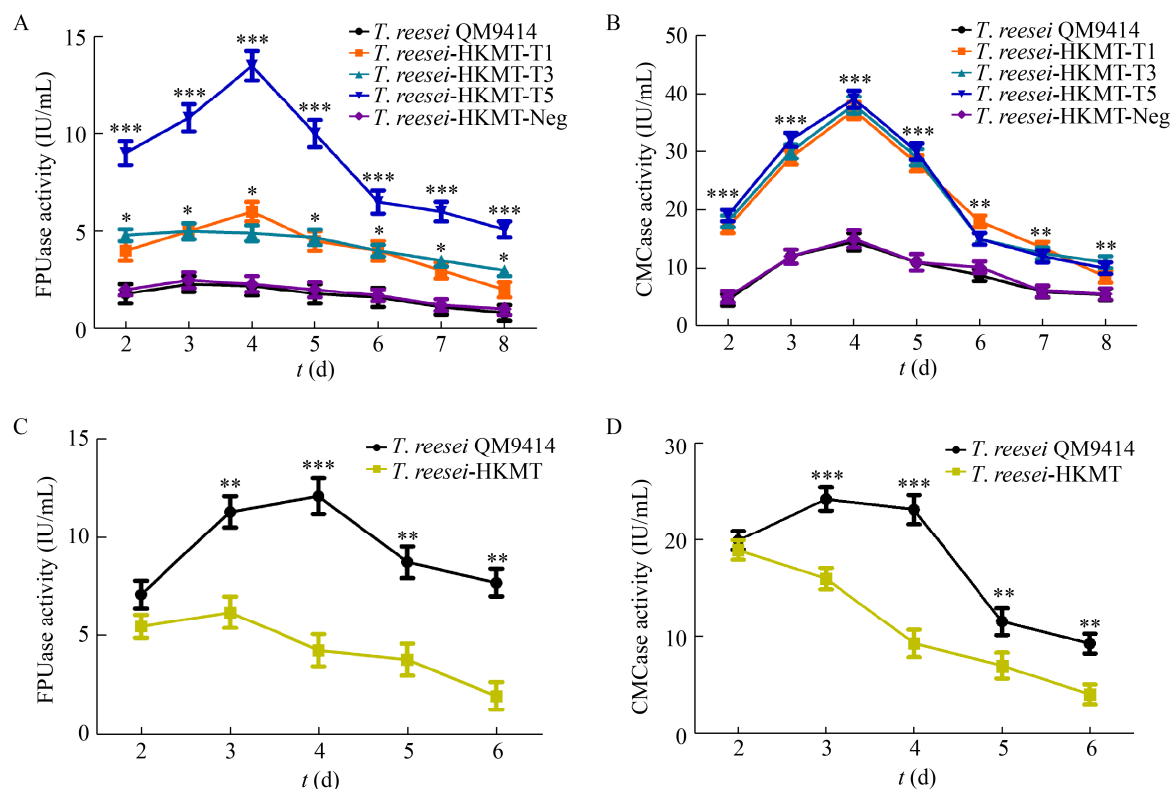 A
FPUase activity (IU/mL)
15
10
5
0
T. reesei QM9414
T. reesei-HKMT-T1
T. reesei-HKMT-T3
T. reesei-HKMT-T5
T. reesei-HKMT-Neg
*** *** *** *** *** *** ***
* * * * * * *
2 3 4 5 6 7 8
t (d)
B
CMCase activity (IU/mL)
50
40
30
20
10
0
T. reesei QM9414
T. reesei-HKMT-T1
T. reesei-HKMT-T3
T. reesei-HKMT-T5
T. reesei-HKMT-Neg
*** *** *** *** ** ** **
2 3 4 5 6 7 8
t (d)
C
FPUase activity (IU/mL)
15
10
5
0
T. reesei QM9414
T. reesei-HKMT
** *** ** **
2 3 4 5 6
t (d)
D
CMCase activity (IU/mL)
30
20
10
0
T. reesei QM9414
T. reesei-HKMT
*** *** ** **
2 3 4 5 6
t (d)